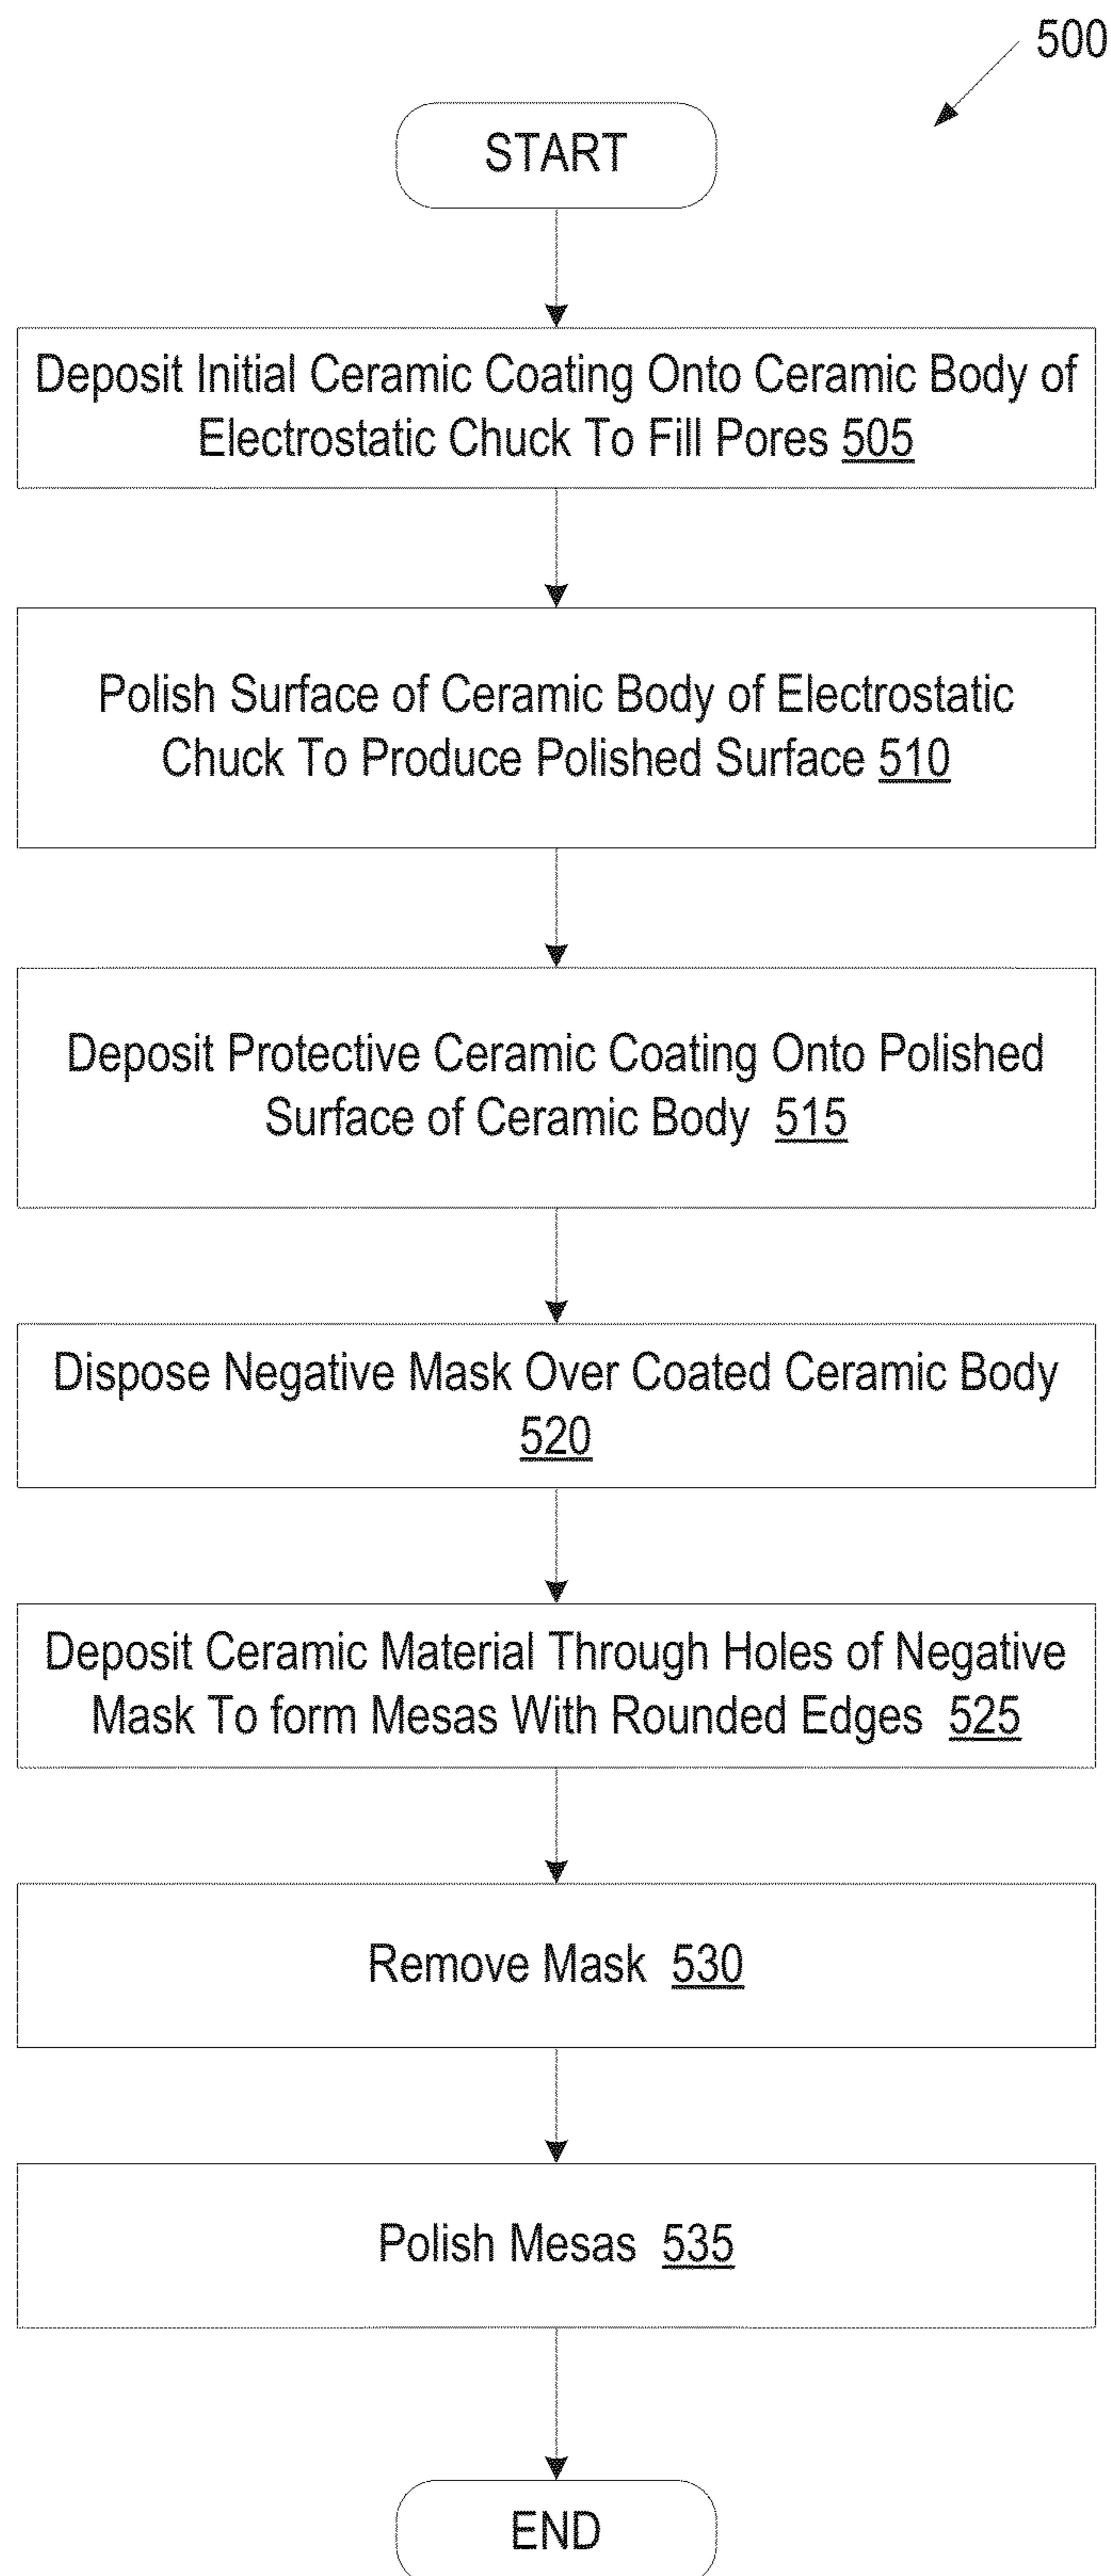 500
START
Deposit Initial Ceramic Coating Onto Ceramic Body of
Electrostatic Chuck To Fill Pores 505
Polish Surface of Ceramic Body of Electrostatic
Chuck To Produce Polished Surface 510
Deposit Protective Ceramic Coating Onto Polished
Surface of Ceramic Body 515
Dispose Negative Mask Over Coated Ceramic Body
520
Deposit Ceramic Material Through Holes of Negative
Mask To form Mesas With Rounded Edges 525
Remove Mask 530
Polish Mesas 535
END